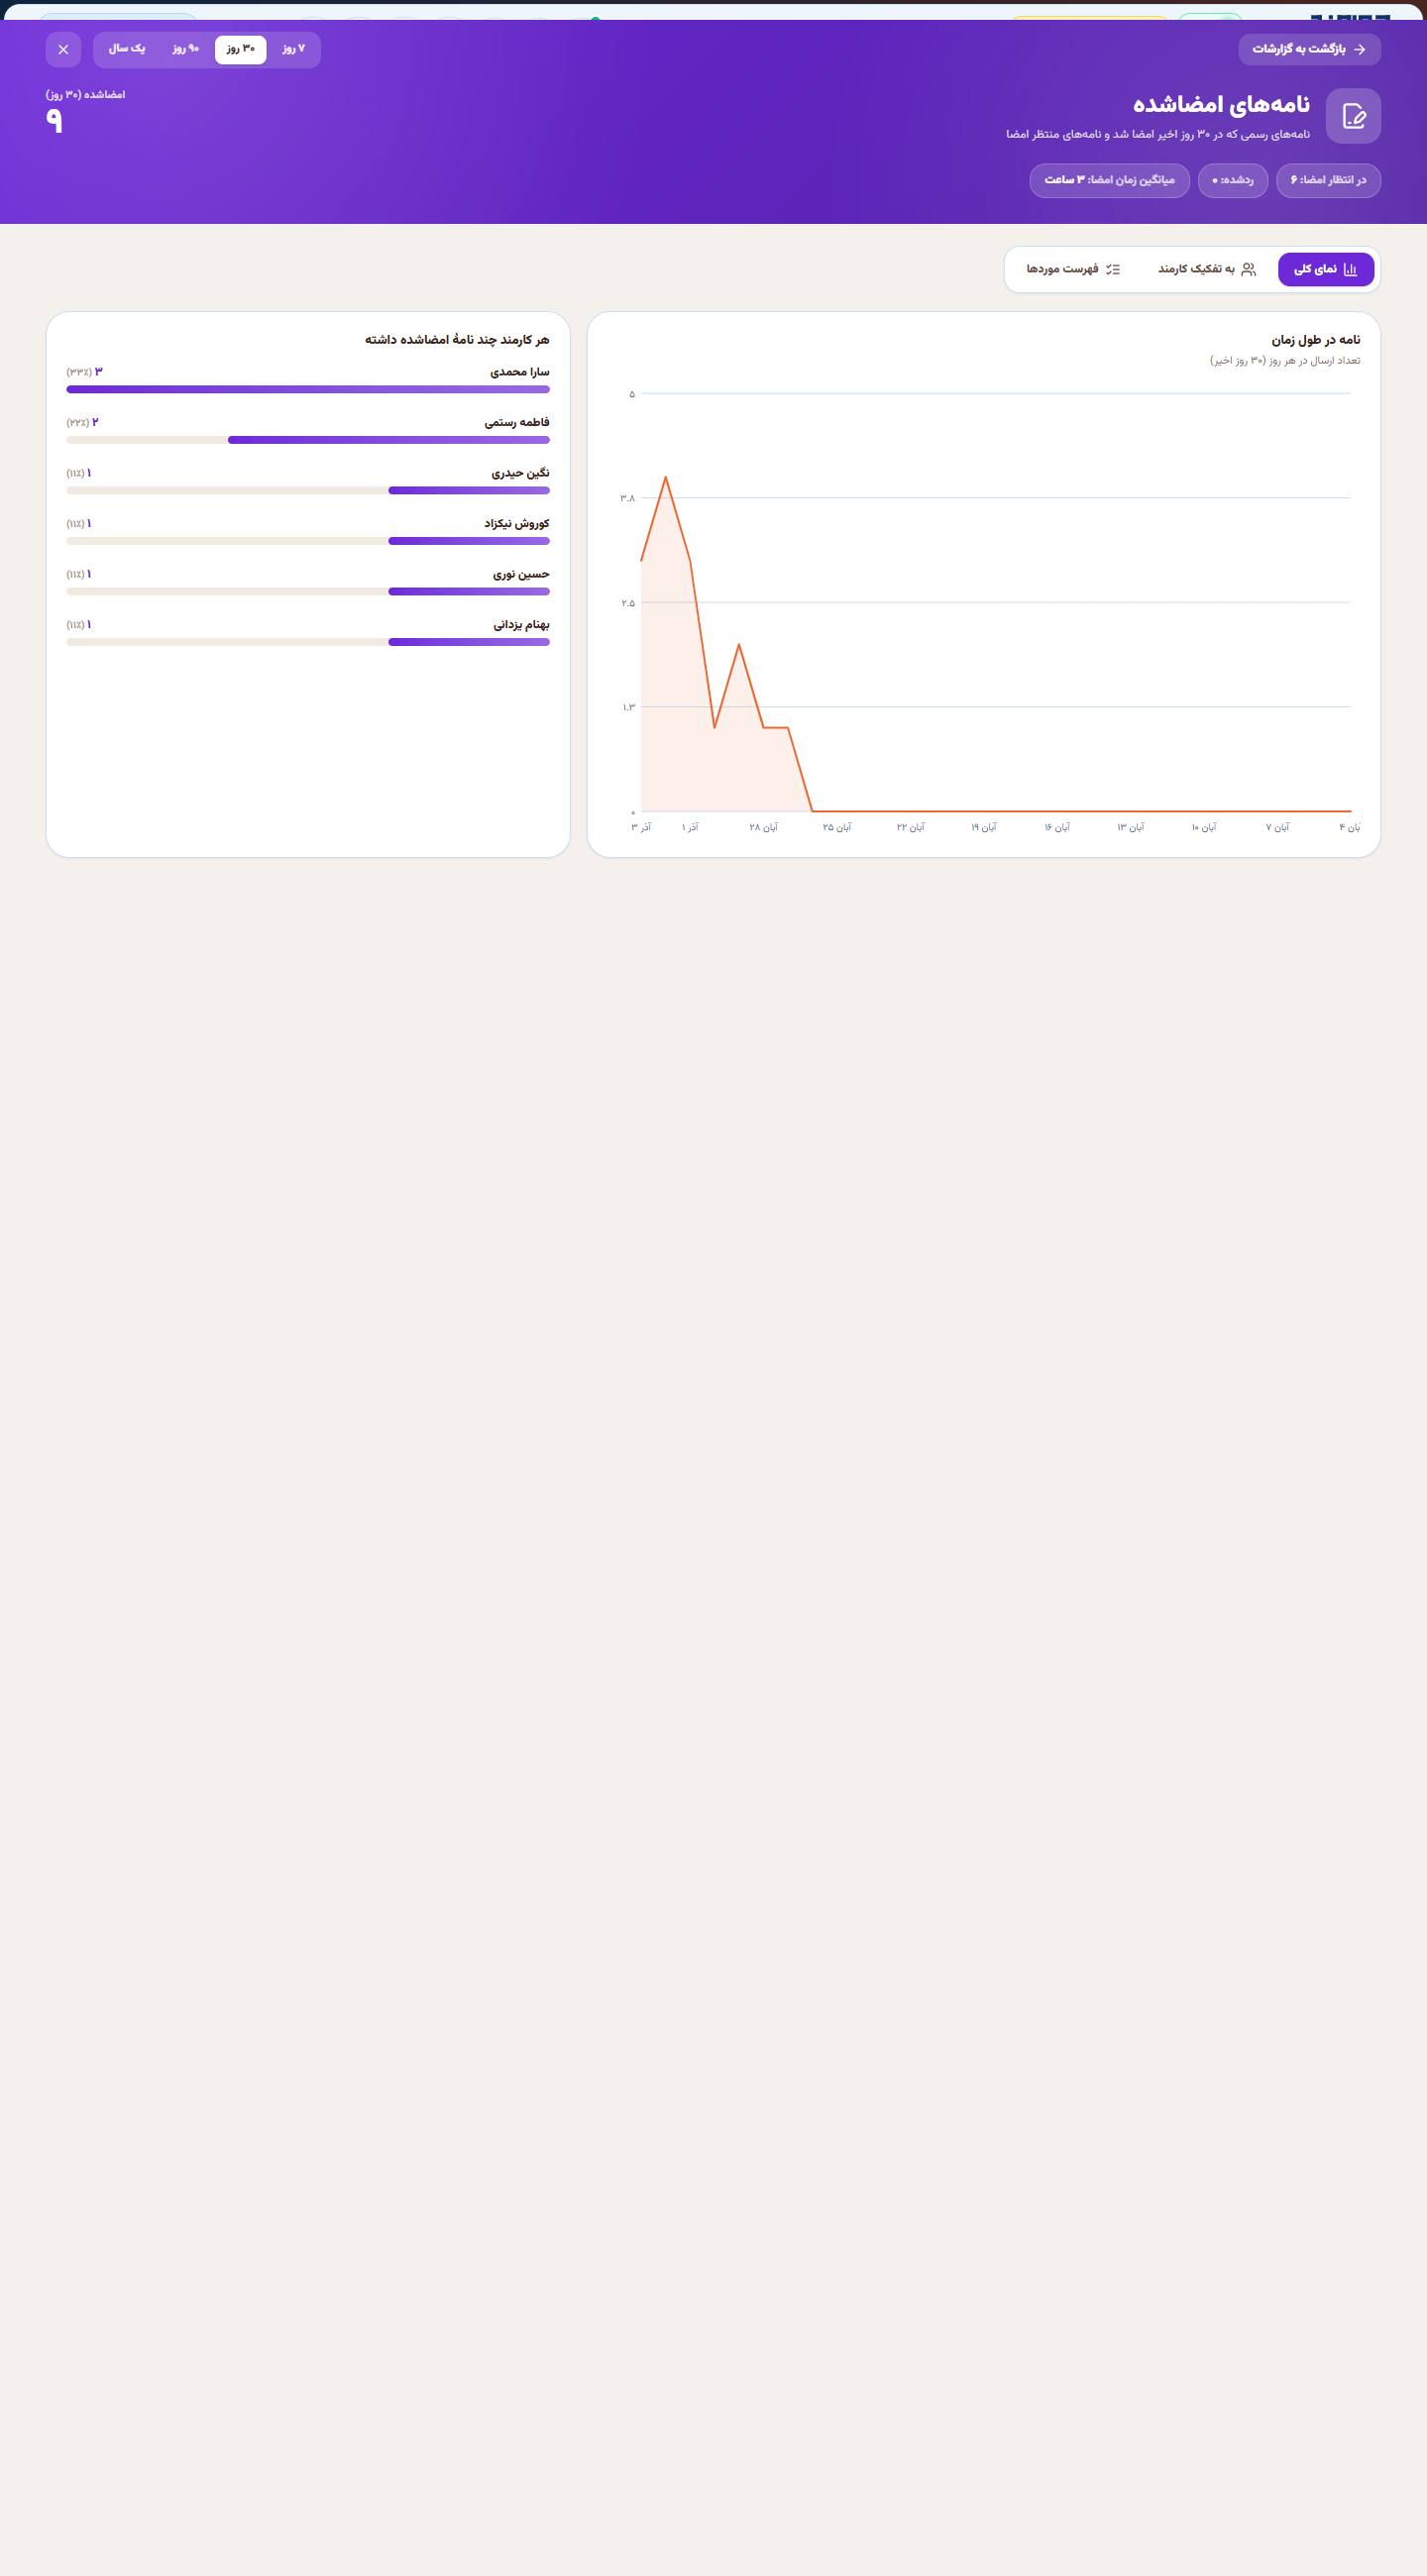 بازگشت به گزارشات
۷ روز
۳۰ روز
۹۰ روز
یک سال
نامه‌های امضاشده
نامه‌های رسمی که در ۳۰ روز اخیر امضا شد و نامه‌های منتظر امضا
امضاشده (۳۰ روز)
۹
در انتظار امضا: ۶
ردشده: ۰
میانگین زمان امضا: ۳ ساعت
نمای کلی
به تفکیک کارمند
فهرست موردها
نامه در طول زمان
تعداد ارسال در هر روز (۳۰ روز اخیر)
۵
۳.۸
۲.۵
۱.۳
۰
۴ بان
۷ آبان
۱۰ آبان
۱۳ آبان
۱۶ آبان
۱۹ آبان
۲۲ آبان
۲۵ آبان
۲۸ آبان
۱ آذر
۳ آذر
هر کارمند چند نامهٔ امضاشده داشته
سارا محمدی
۳ (۳۳٪)
فاطمه رستمی
۲ (۲۲٪)
نگین حیدری
۱ (۱۱٪)
کوروش نیکزاد
۱ (۱۱٪)
حسین نوری
۱ (۱۱٪)
بهنام یزدانی
۱ (۱۱٪)